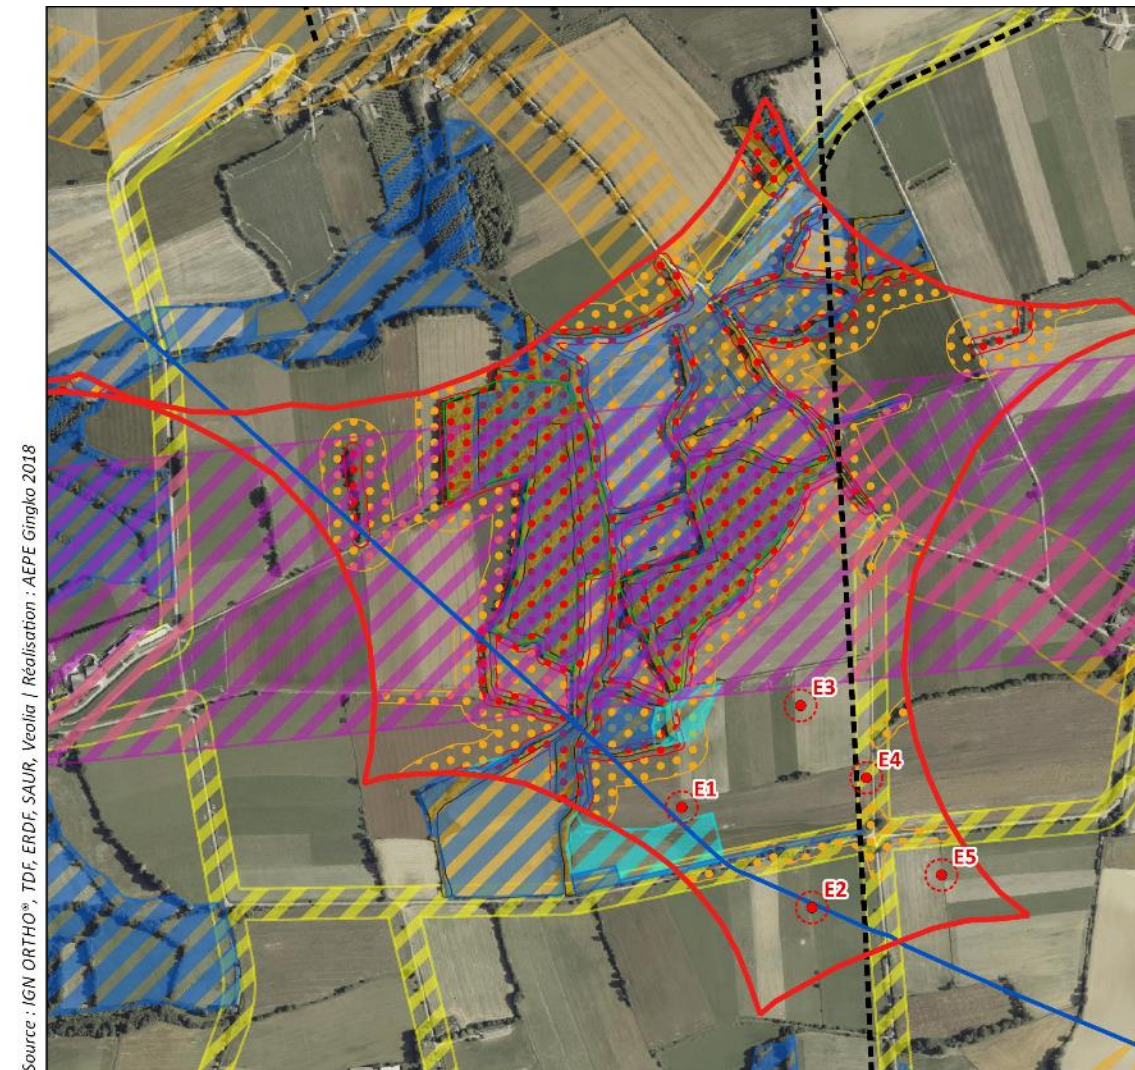 Source : IGN ORTHO®, TDF, ERDF, SAUR, Veolia | Réalisation : AEPE Gingko 2018
E3
E4
E1
E5
E2